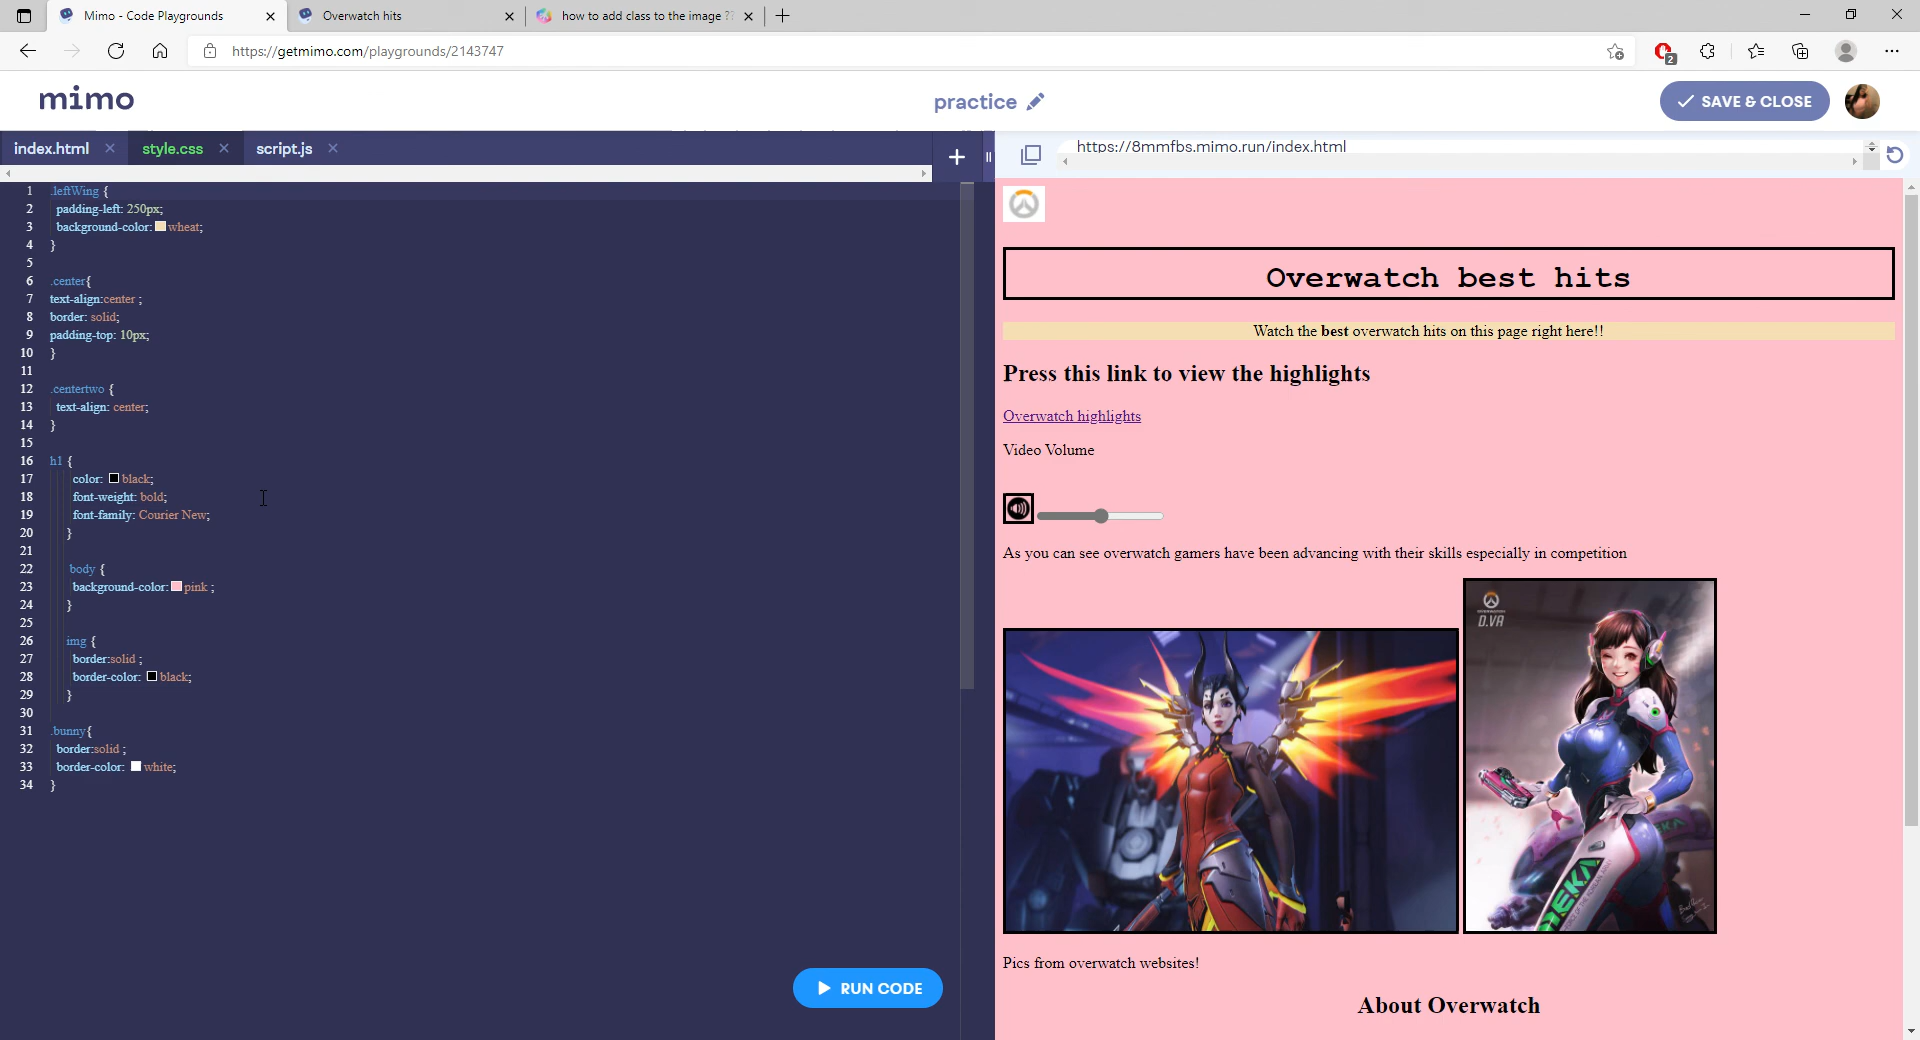 Mimo - Code Playgrounds
Overwatch hits
how to add class to the image ??
https://getmimo.com/playgrounds/2143747
2
mimo
practice
SAVE & CLOSE
index.html
style.css
script.js
https://8mmfbs.mimo.run/index.html
1 .leftWing {
2 padding-left: 250px;
3 background-color: wheat;
4 }
5
6 .center{
7 text-align:center ;
8 border: solid;
9 padding-top: 10px;
10 }
11
12 .centertwo {
13 text-align: center;
14 }
15
16 h1 {
17 color: black;
18 font-weight: bold;
19 font-family: Courier New;
20 }
21
22 body {
23 background-color: pink ;
24 }
25
26 img {
27 border:solid ;
28 border-color: black;
29 }
30
31 .bunny{
32 border:solid ;
33 border-color: white;
34 }
RUN CODE
Overwatch best hits
Watch the best overwatch hits on this page right here!!
Press this link to view the highlights
Overwatch highlights
Video Volume
As you can see overwatch gamers have been advancing with their skills especially in competition
OVERWATCH
D.VA
MEKA
Pics from overwatch websites!
About Overwatch